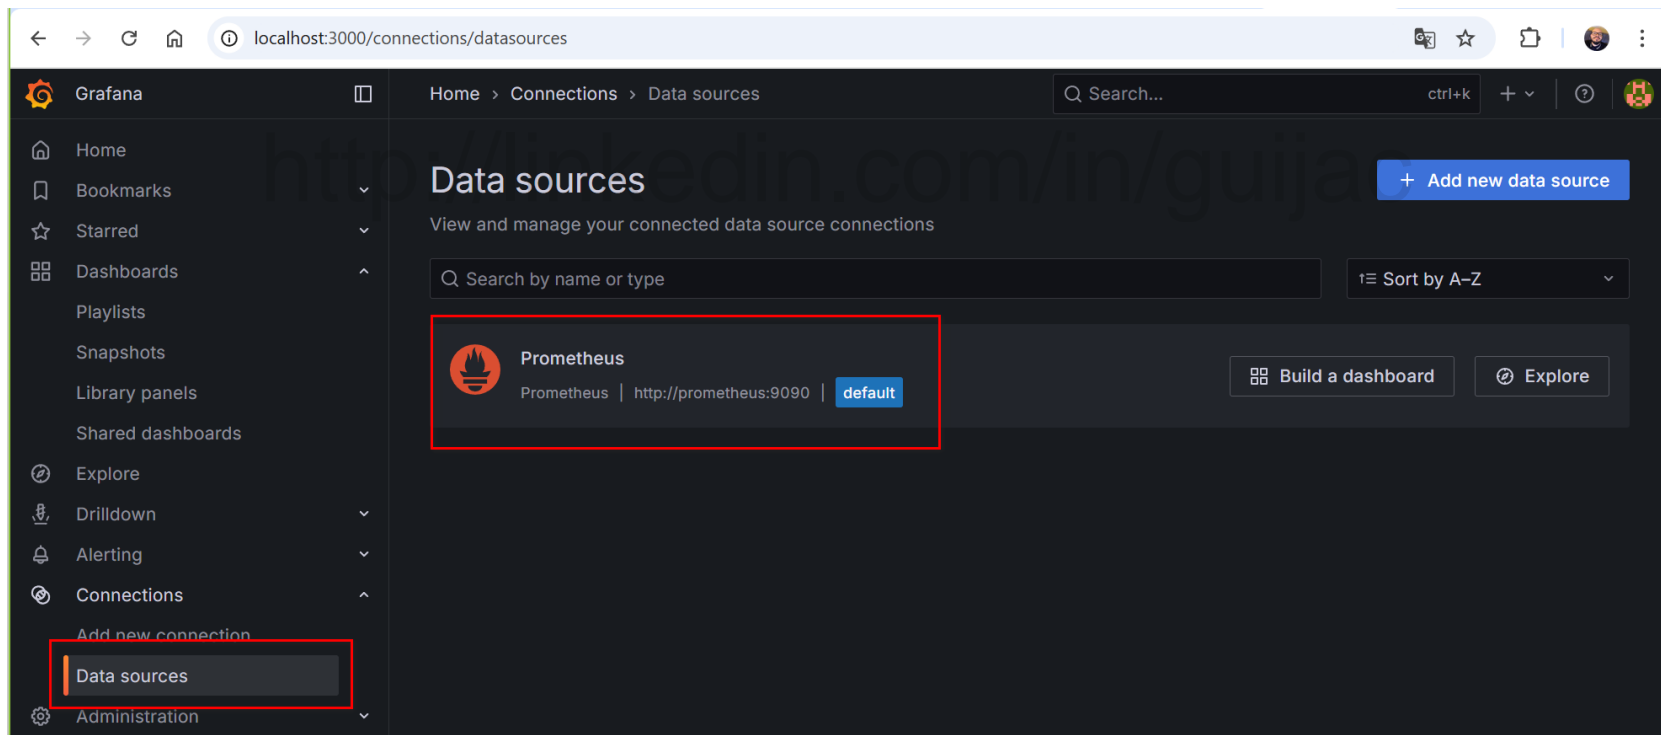 localhost:3000/connections/datasources
Grafana
Home > Connections > Data sources
Search...
ctrl+k
Home
Bookmarks
Starred
Dashboards
Playlists
Snapshots
Library panels
Shared dashboards
Explore
Drilldown
Alerting
Connections
Add new connection
Data sources
Administration
http://linkedin.com/in/guijac
Data sources
+ Add new data source
View and manage your connected data source connections
Search by name or type
Sort by A–Z
Prometheus
Prometheus | http://prometheus:9090 | default
Build a dashboard
Explore